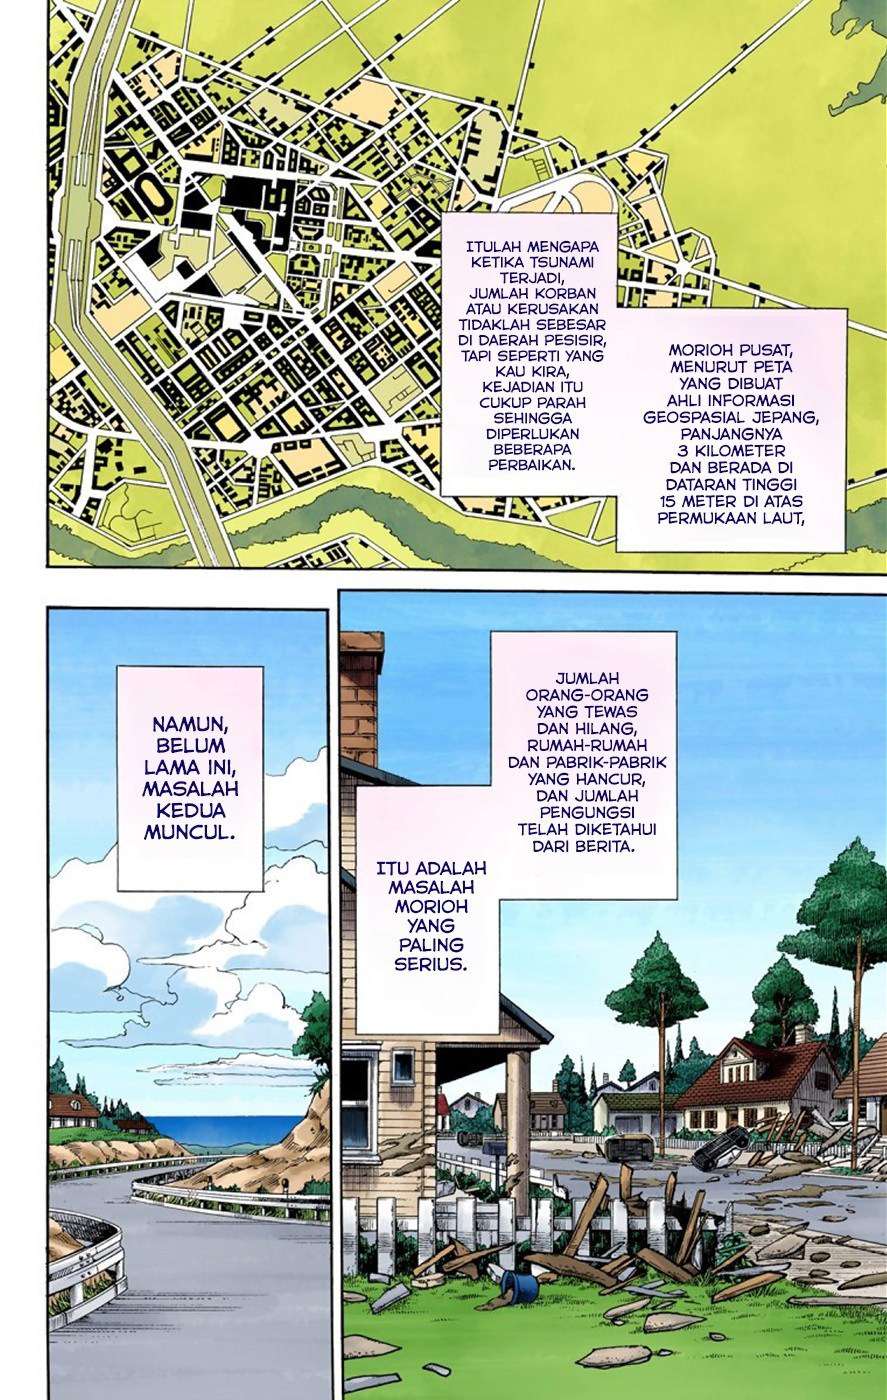 MORIOH PUSAT,
MENURUT PETA
YANG DIBUAT
AHLI INFORMASI
GEOSPASIAL JEPANG,
PANJANGNYA
3 KILOMETER
DAN BERADA DI
DATARAN TINGGI
15 METER DI ATAS
PERMUKAAN LAUT,
ITULAH MENGAPA
KETIKA TSUNAMI
TERJADI,
JUMLAH KORBAN
ATAU KERUSAKAN
TIDAKLAH SEBESAR
DI DAERAH PESISIR,
TAPI SEPERTI YANG
KAU KIRA,
KEJADIAN ITU
CUKUP PARAH
SEHINGGA
DIPERLUKAN
BEBERAPA
PERBAIKAN.
JUMLAH
ORANG-ORANG
YANG TEWAS
DAN HILANG,
RUMAH-RUMAH
DAN PABRIK-PABRIK
YANG HANCUR,
DAN JUMLAH
PENGUNGSI
TELAH DIKETAHUI
DARI BERITA.
ITU ADALAH
MASALAH
MORIOH
YANG
PALING
SERIUS.
NAMUN,
BELUM
LAMA INI,
MASALAH
KEDUA
MUNCUL.